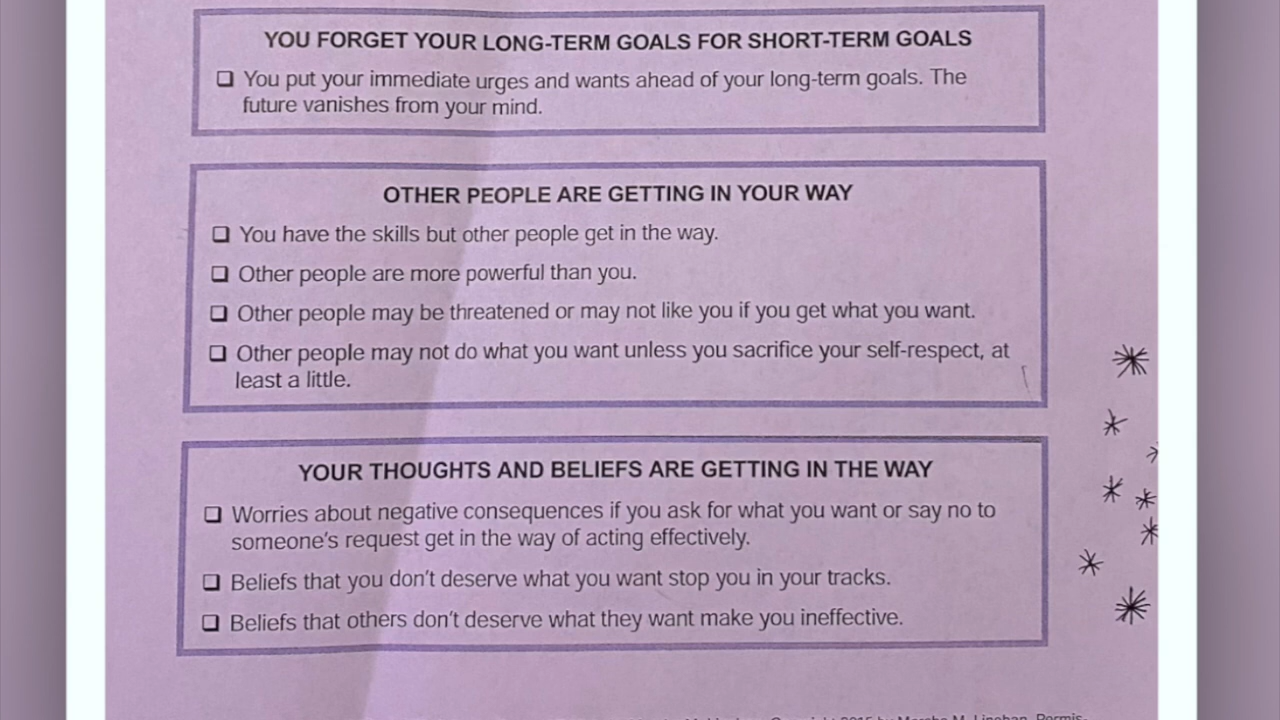 YOU FORGET YOUR LONG-TERM GOALS FOR SHORT-TERM GOALS
❑ You put your immediate urges and wants ahead of your long-term goals. The
future vanishes from your mind.
OTHER PEOPLE ARE GETTING IN YOUR WAY
❑ You have the skills but other people get in the way.
❑ Other people are more powerful than you.
❑ Other people may be threatened or may not like you if you get what you want.
❑ Other people may not do what you want unless you sacrifice your self-respect, at
least a little.
YOUR THOUGHTS AND BELIEFS ARE GETTING IN THE WAY
❑ Worries about negative consequences if you ask for what you want or say no to
someone’s request get in the way of acting effectively.
❑ Beliefs that you don’t deserve what you want stop you in your tracks.
❑ Beliefs that others don’t deserve what they want make you ineffective.
Copyright 2015 by Marsha M. Linehan. Permis-